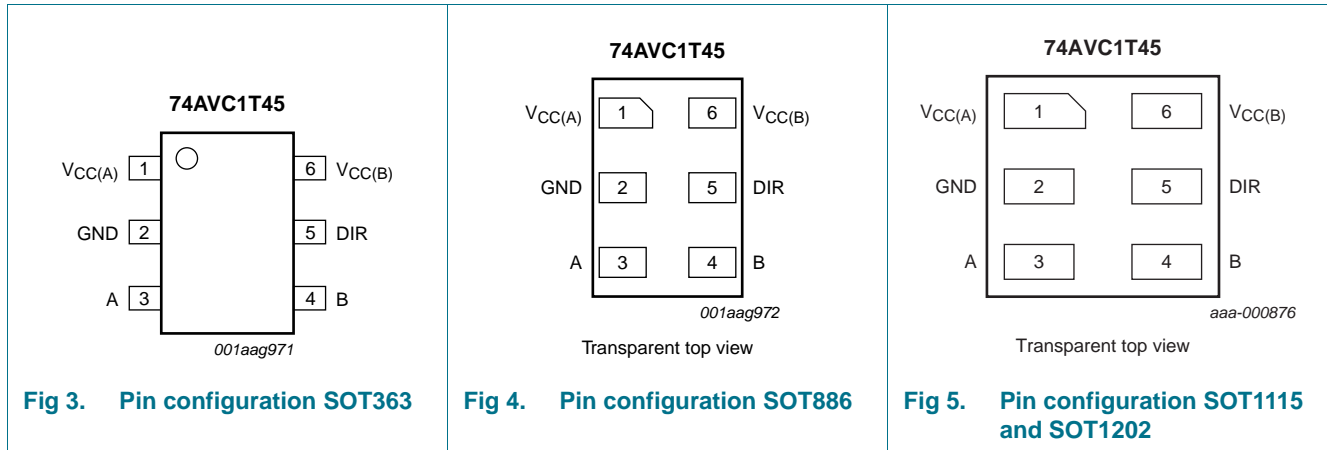 74AVC1T45
VCC(A) 1 6 VCC(B)
GND 2 5 DIR
A 3 4 B
001aag971
Fig 3. Pin configuration SOT363
74AVC1T45
VCC(A) 1 6 VCC(B)
GND 2 5 DIR
A 3 4 B
001aag972
Transparent top view
Fig 4. Pin configuration SOT886
74AVC1T45
VCC(A) 1 6 VCC(B)
GND 2 5 DIR
A 3 4 B
aaa-000876
Transparent top view
Fig 5. Pin configuration SOT1115
and SOT1202